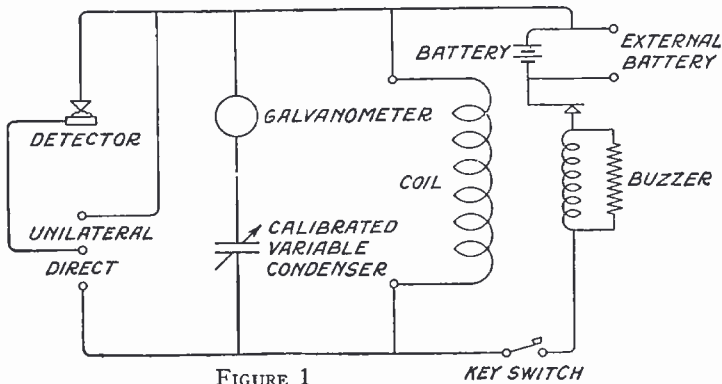 BATTERY
EXTERNAL
BATTERY
DETECTOR
GALVANOMETER
COIL
BUZZER
UNILATERAL
DIRECT
CALIBRATED
VARIABLE
CONDENSER
KEY SWITCH
FIGURE 1